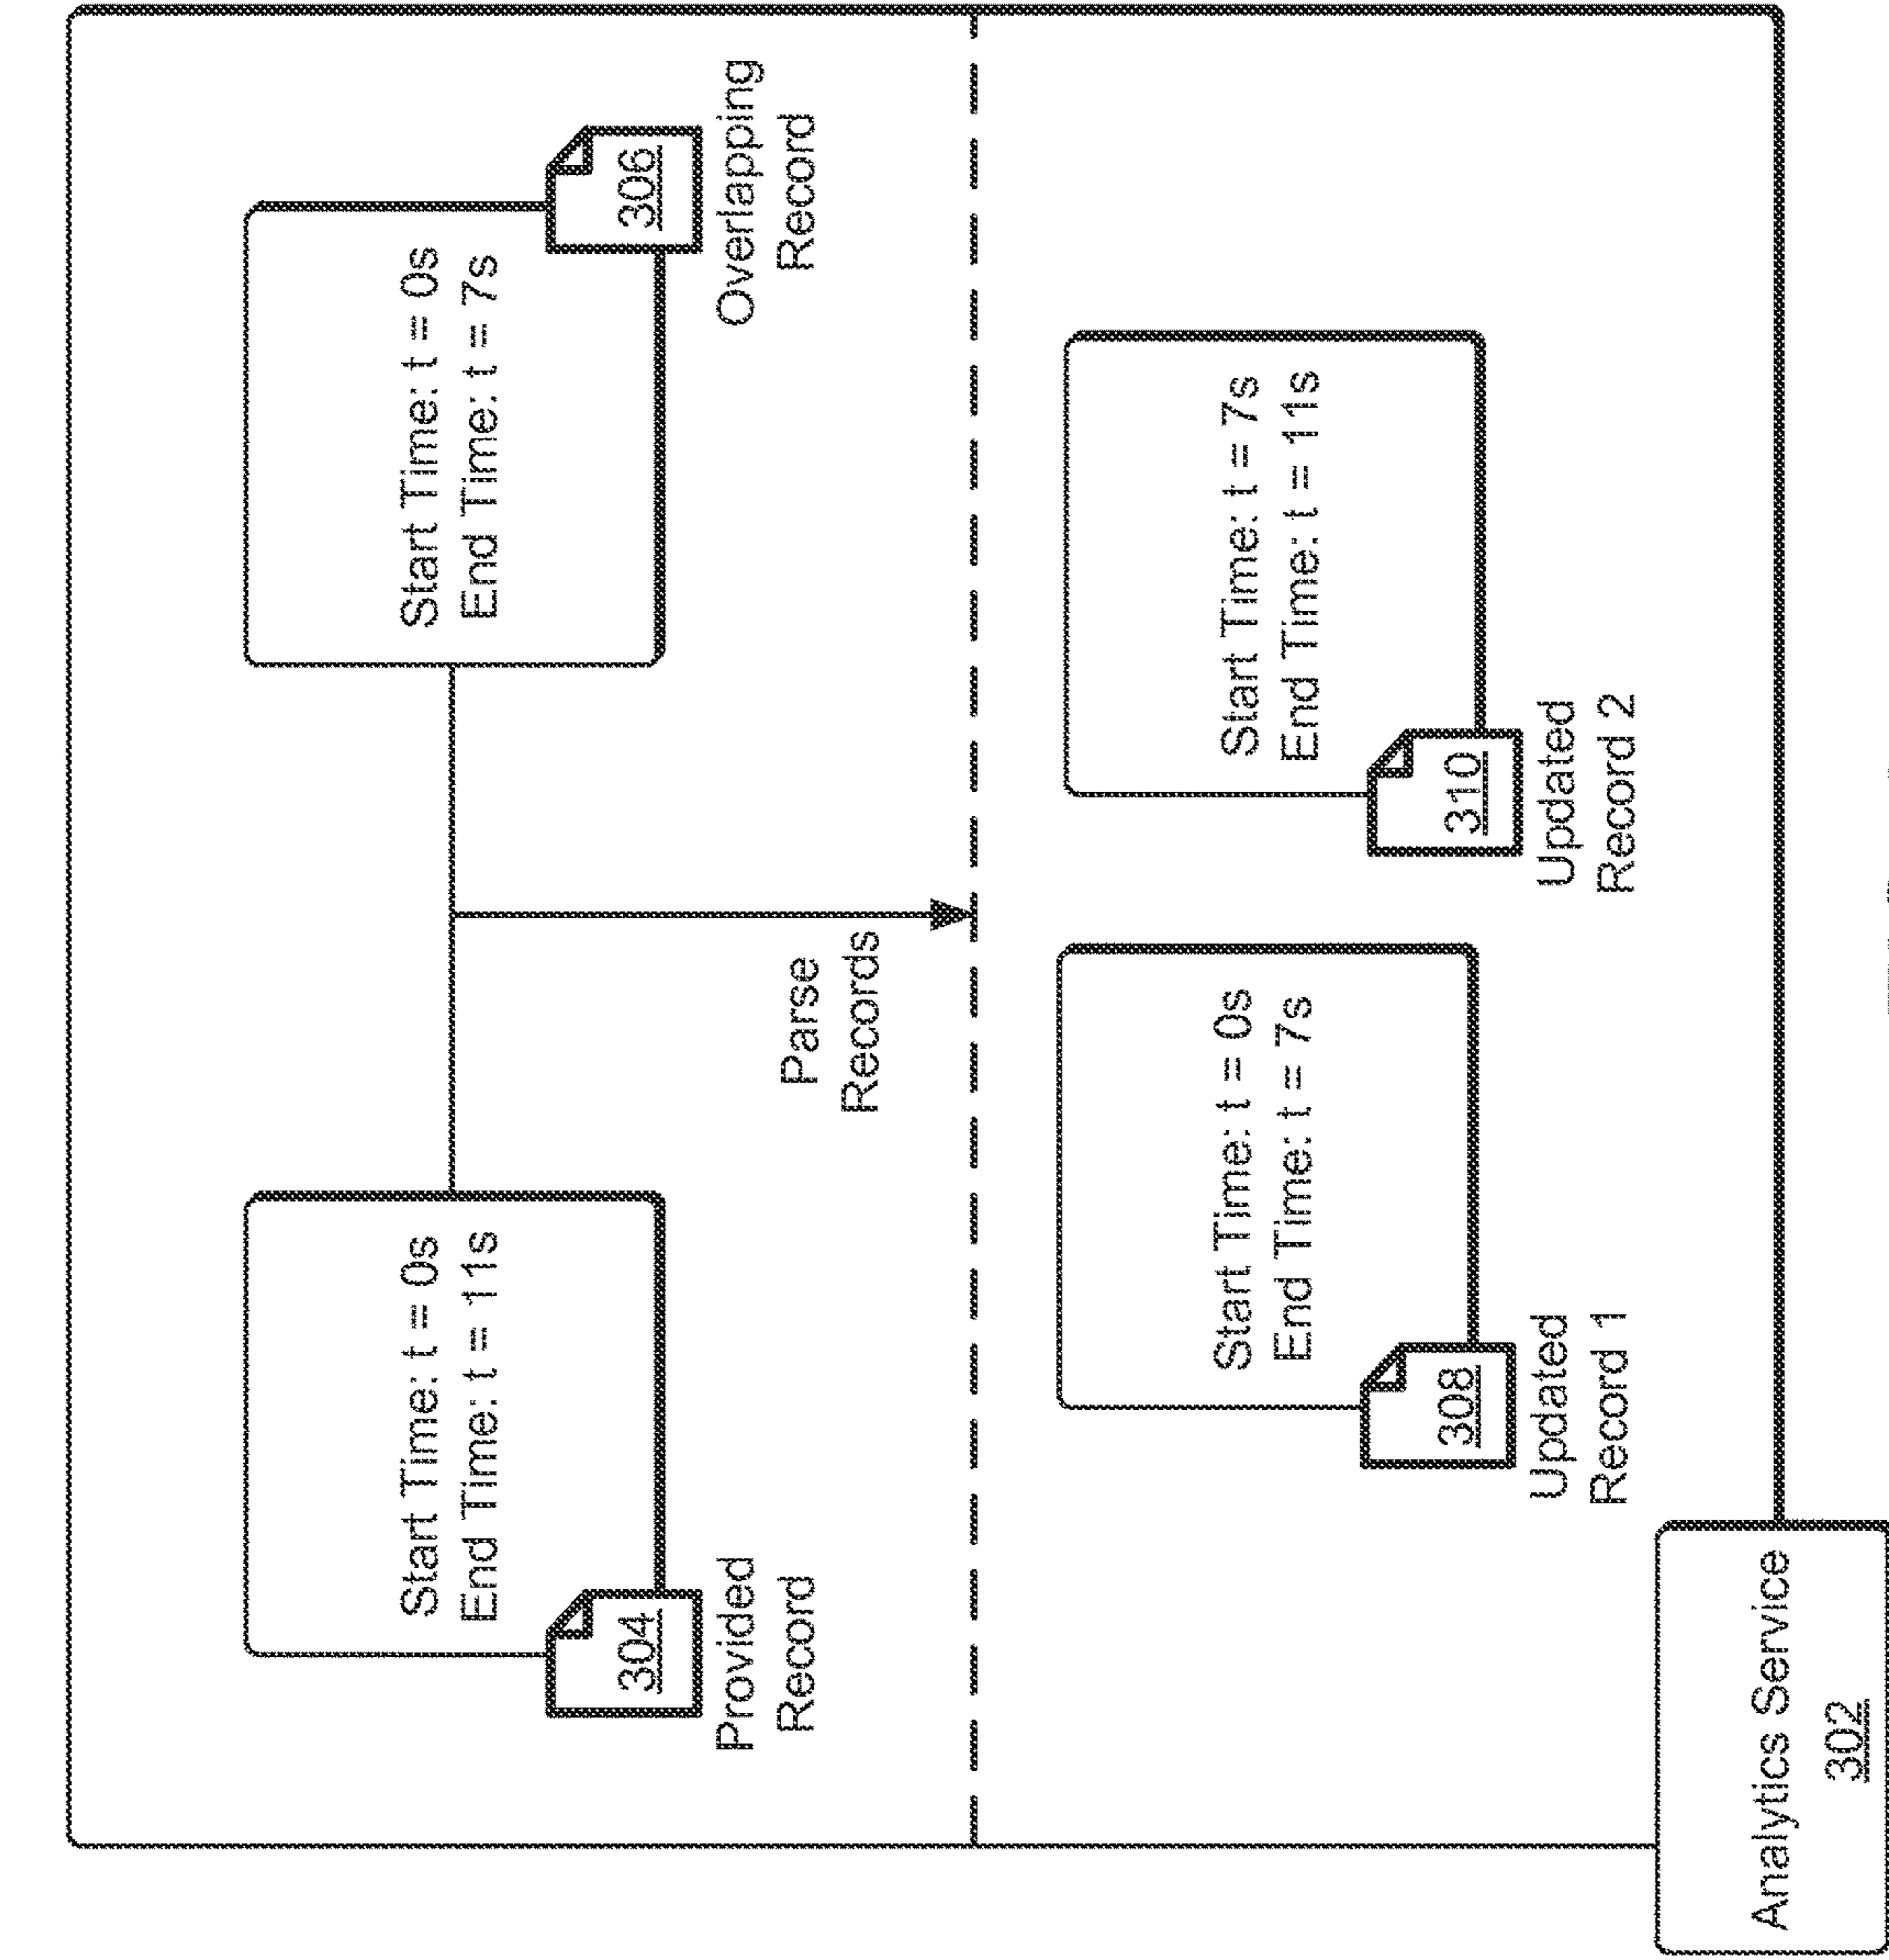 Start Time: t = 0s
End Time: t = 11s
304
Provided
Record
Start Time: t = 0s
End Time: t = 7s
306
Overlapping
Record
Parse
Records
Start Time: t = 0s
End Time: t = 7s
308
Updated
Record 1
Start Time: t = 7s
End Time: t = 11s
310
Updated
Record 2
Analytics Service
302